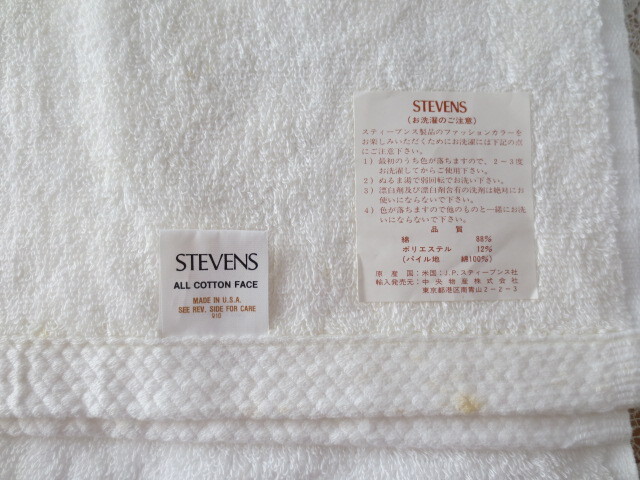 STEVENS
ALL COTTON FACE
MADE IN U.S.A.
SEE REV. SIDE FOR CARE
V10
STEVENS
(お洗濯のご注意)
スティーブンス製品のファッションカラーを
お楽しみいただくためにお洗濯には下記の点
にご注意下さい。
1) 最初のうち色が落ちますので、2−3度
お洗濯してからご使用下さい。
2) ぬるま湯で弱回転でお洗い下さい。
3) 漂白剤及び漂白剤含有の洗剤は絶対にお
使いにならないで下さい。
4) 色が落ちますので他のものと一緒にお洗
いにならないで下さい。
品 質
綿 88%
ポリエステル 12%
(パイル地 綿100%)
原 産 国：米国：J.P.スティーブンス社
輸入発売元：中央物産株式会社
東京都港区南青山2−2−3